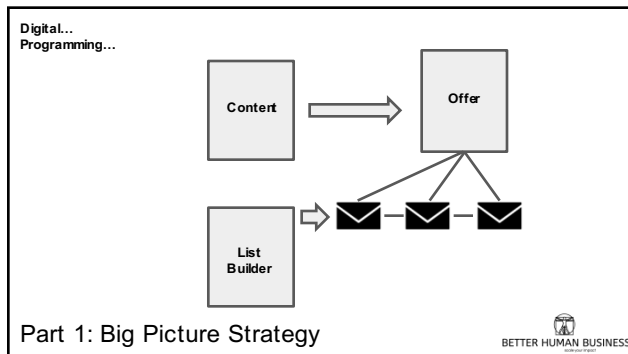 Digital…
Programming…
Content
Offer
List
Builder
Part 1: Big Picture Strategy
BETTER HUMAN BUSINESS